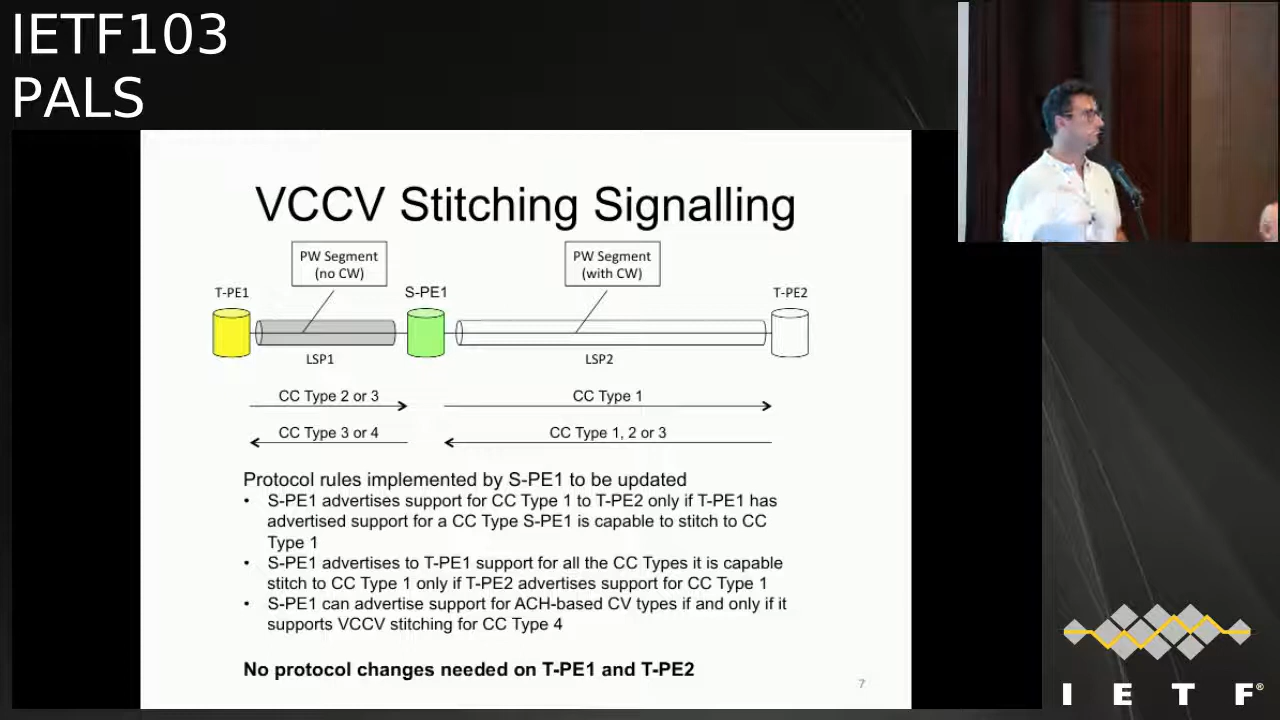 IETF103
PALS
VCCV Stitching Signalling
PW Segment
(no CW)
PW Segment
(with CW)
T-PE1
S-PE1
T-PE2
LSP1
LSP2
CC Type 2 or 3
CC Type 1
CC Type 3 or 4
CC Type 1, 2 or 3
Protocol rules implemented by S-PE1 to be updated
• S-PE1 advertises support for CC Type 1 to T-PE2 only if T-PE1 has
advertised support for a CC Type S-PE1 is capable to stitch to CC
Type 1
• S-PE1 advertises to T-PE1 support for all the CC Types it is capable
stitch to CC Type 1 only if T-PE2 advertises support for CC Type 1
• S-PE1 can advertise support for ACH-based CV types if and only if it
supports VCCV stitching for CC Type 4
No protocol changes needed on T-PE1 and T-PE2
7
I E T F®